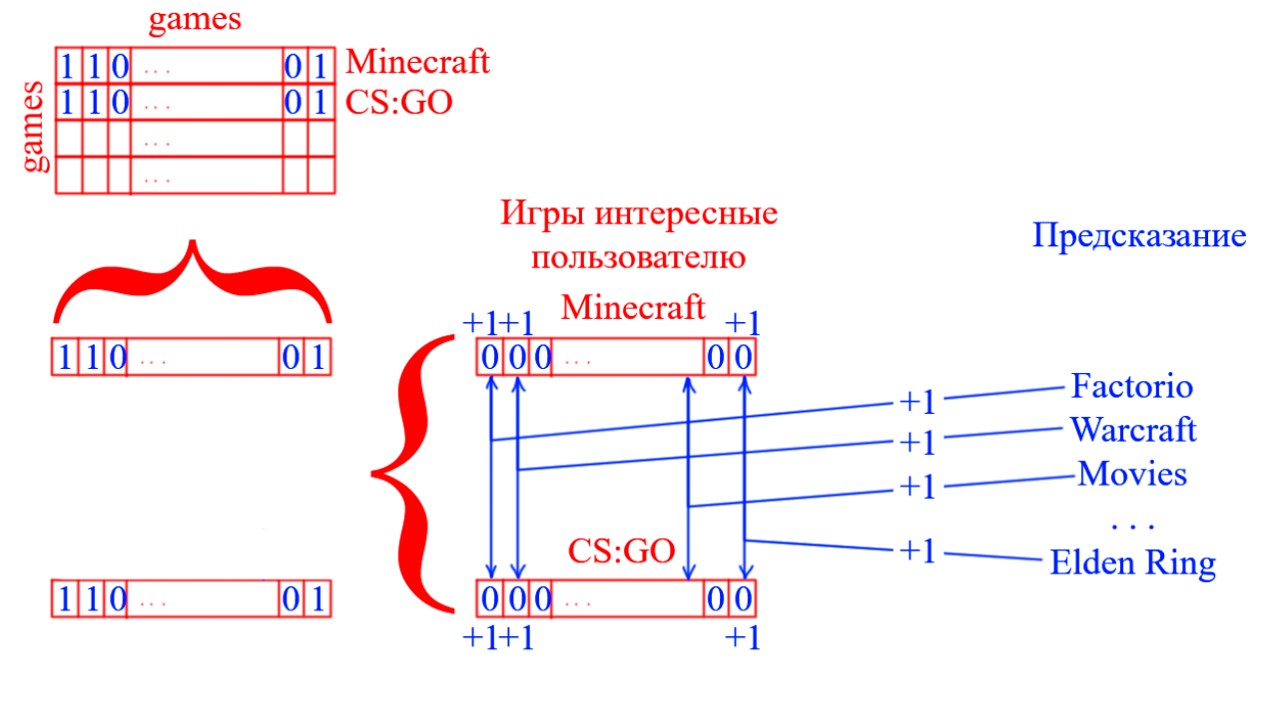 games
games
1 1 0 ... 0 1 Minecraft
1 1 0 ... 0 1 CS:GO
...
...
Игры интересные
пользователю
Предсказание
Minecraft
+1+1 +1
1 1 0 ... 0 1
0 0 0 ... 0 0
+1 Factorio
+1 Warcraft
+1 Movies
...
+1 Elden Ring
CS:GO
1 1 0 ... 0 1
0 0 0 ... 0 0
+1+1 +1